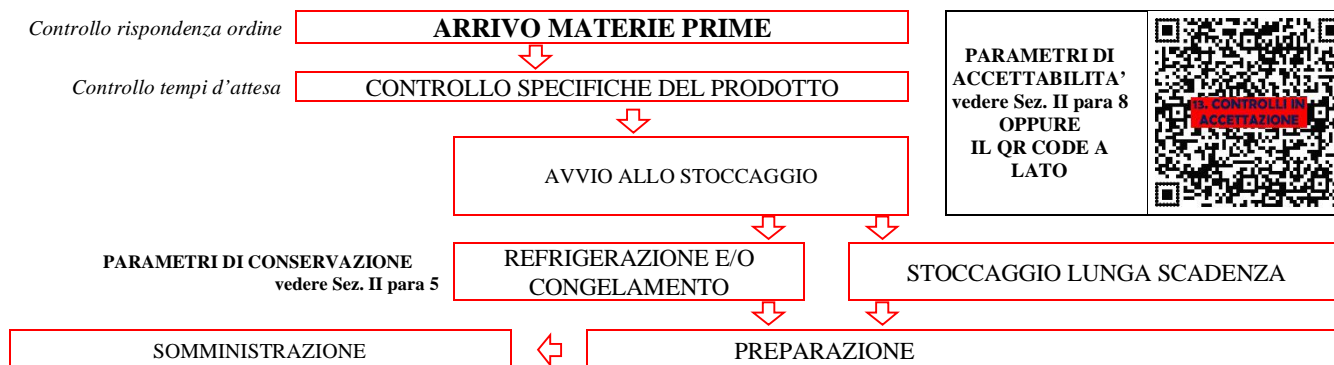 Controllo rispondenza ordine
ARRIVO MATERIE PRIME
Controllo tempi d'attesa
CONTROLLO SPECIFICHE DEL PRODOTTO
PARAMETRI DI
ACCETTABILITA'
vedere Sez. II para 8
OPPURE
IL QR CODE A
LATO
13. CONTROLLI IN
ACCETTAZIONE
AVVIO ALLO STOCCAGGIO
PARAMETRI DI CONSERVAZIONE
vedere Sez. II para 5
REFRIGERAZIONE E/O
CONGELAMENTO
STOCCAGGIO LUNGA SCADENZA
SOMMINISTRAZIONE
PREPARAZIONE